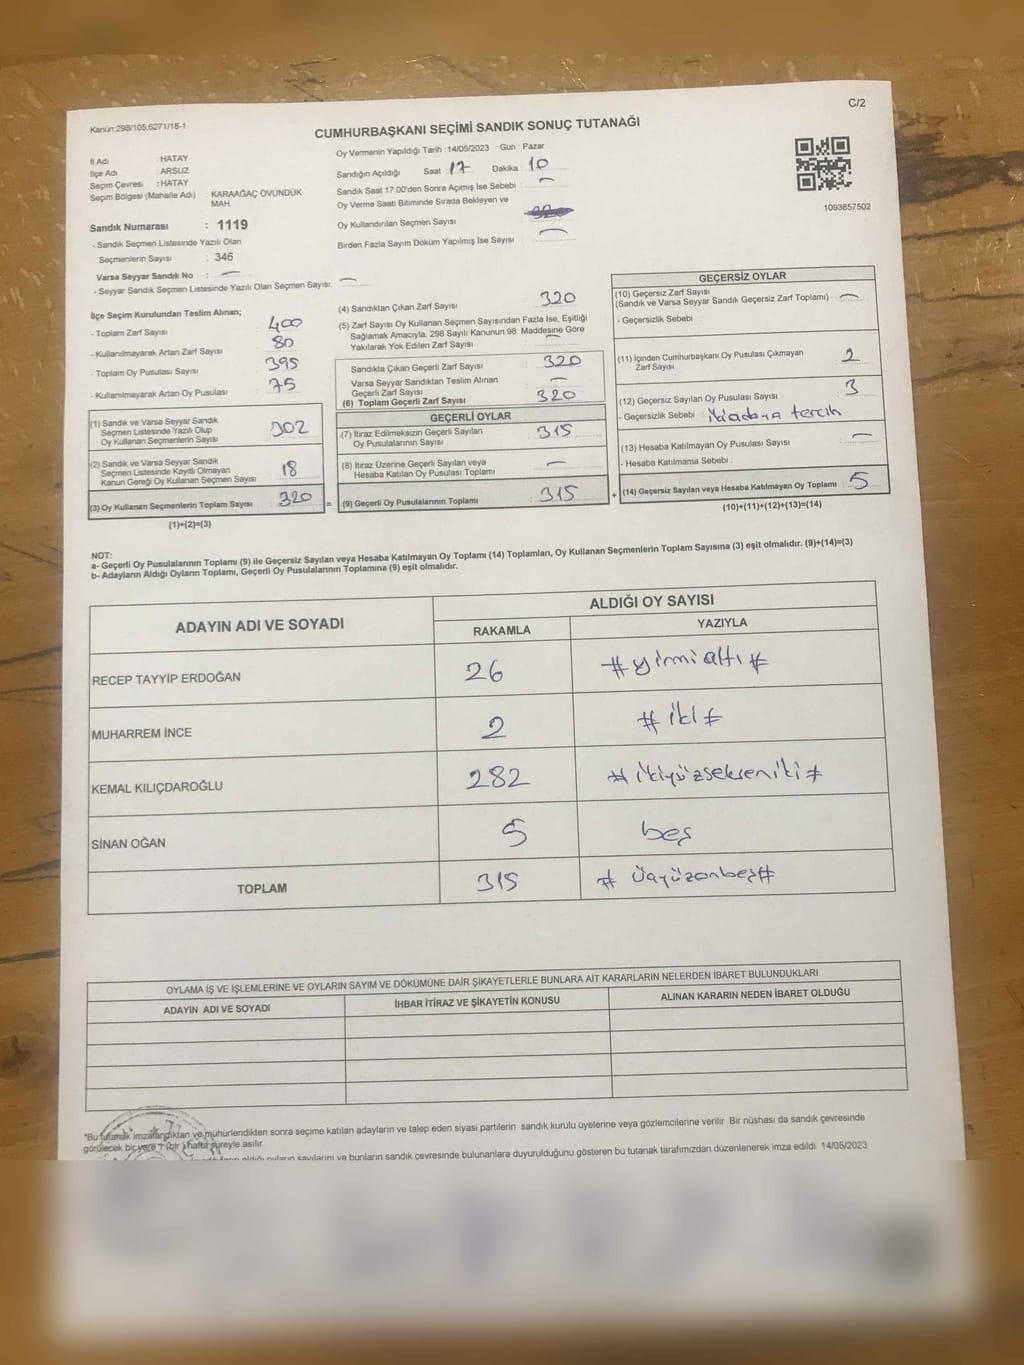 Kanun:298/105;6271/18-1
C/2
CUMHURBAŞKANI SEÇİMİ SANDIK SONUÇ TUTANAĞI
İl Adı : HATAY
İlçe Adı : ARSUZ
Seçim Çevresi : HATAY
Seçim Bölgesi (Mahalle Adı) : KARAAĞAÇ ÖVÜNDÜK MAH.
Sandık Numarası : 1119
- Sandık Seçmen Listesinde Yazılı Olan
Seçmenlerin Sayısı : 346
Varsa Seyyar Sandık No : —
- Seyyar Sandık Seçmen Listesinde Yazılı Olan Seçmen Sayısı: —
Oy Vermenin Yapıldığı Tarih :14/05/2023 Gün : Pazar
Sandığın Açıldığı Saat : 17 Dakika : 10
Sandık Saat 17.00'den Sonra Açımış İse Sebebi : —
Oy Verme Saati Bitiminde Sırada Bekleyen ve
Oy Kullandırılan Seçmen Sayısı :
Birden Fazla Sayım Döküm Yapılmış İse Sayısı : —
1093857502
İlçe Seçim Kurulundan Teslim Alınan;
- Toplam Zarf Sayısı : 400
- Kullanılmayarak Artan Zarf Sayısı : 80
- Toplam Oy Pusulası Sayısı : 395
- Kullanılmayarak Artan Oy Pusulası : 75
(1) Sandık ve Varsa Seyyar Sandık
Seçmen Listesinde Yazılı Olup
Oy Kullanan Seçmenlerin Sayısı : 302
(2) Sandık ve Varsa Seyyar Sandık
Seçmen Listesinde Kayıtlı Olmayan
Kanun Gereği Oy Kullanan Seçmen Sayısı : 18
(3) Oy Kullanan Seçmenlerin Toplam Sayısı : 320
(1)+(2)=(3)
(4) Sandıktan Çıkan Zarf Sayısı : 320
(5) Zarf Sayısı Oy Kullanan Seçmen Sayısından Fazla İse, Eşitliği
Sağlamak Amacıyla, 298 Sayılı Kanunun 98. Maddesine Göre
Yakılarak Yok Edilen Zarf Sayısı : —
Sandıkta Çıkan Geçerli Zarf Sayısı : 320
Varsa Seyyar Sandıktan Teslim Alınan
Geçerli Zarf Sayısı : —
(6) Toplam Geçerli Zarf Sayısı : 320
GEÇERLİ OYLAR
(7) İtiraz Edilmeksizin Geçerli Sayılan
Oy Pusulalarının Sayısı : 315
(8) İtiraz Üzerine Geçerli Sayılan veya
Hesaba Katılan Oy Pusulası Toplamı : —
= (9) Geçerli Oy Pusulalarının Toplamı : 315
GEÇERSİZ OYLAR
(10) Geçersiz Zarf Sayısı
(Sandık ve Varsa Seyyar Sandık Geçersiz Zarf Toplamı) : —
- Geçersizlik Sebebi :
(11) İçinden Cumhurbaşkanı Oy Pusulası Çıkmayan
Zarf Sayısı : 2
(12) Geçersiz Sayılan Oy Pusulası Sayısı : 3
- Geçersizlik Sebebi : iki adaya tercih
(13) Hesaba Katılmayan Oy Pusulası Sayısı : —
- Hesaba Katılmama Sebebi :
+ (14) Geçersiz Sayılan veya Hesaba Katılmayan Oy Toplamı : 5
(10)+(11)+(12)+(13)=(14)
NOT:
a- Geçerli Oy Pusulalarının Toplamı (9) ile Geçersiz Sayılan veya Hesaba Katılmayan Oy Toplamı (14) Toplamları, Oy Kullanan Seçmenlerin Toplam Sayısına (3) eşit olmalıdır. (9)+(14)=(3)
b- Adayların Aldığı Oyların Toplamı, Geçerli Oy Pusulalarının Toplamına (9) eşit olmalıdır.
ADAYIN ADI VE SOYADI ALDIĞI OY SAYISI
RAKAMLA YAZIYLA
RECEP TAYYİP ERDOĞAN 26 #yirmialtı#
MUHARREM İNCE 2 #iki#
KEMAL KILIÇDAROĞLU 282 #ikiyüzsekseniki#
SİNAN OĞAN 5 beş
TOPLAM 315 # üçyüzonbeş#
OYLAMA İŞ VE İŞLEMLERİNE VE OYLARIN SAYIM VE DÖKÜMÜNE DAİR ŞİKAYETLERLE BUNLARA AİT KARARLARIN NELERDEN İBARET BULUNDUKLARI
ADAYIN ADI VE SOYADI İHBAR İTİRAZ VE ŞİKAYETİN KONUSU ALINAN KARARIN NEDEN İBARET OLDUĞU
*Bu tutanak imzalandıktan ve mühürlendikten sonra seçime katılan adayların ve talep eden siyasi partilerin sandık kurulu üyelerine veya gözlemcilerine verilir. Bir nüshası da sandık çevresinde
görülecek bir yere 1 (bir ) hafta süreyle asılır.
aldığı oyların sayılarını ve bunların sandık çevresinde bulunanlara duyurulduğunu gösteren bu tutanak tarafımızdan düzenlenerek imza edildi. 14/05/2023